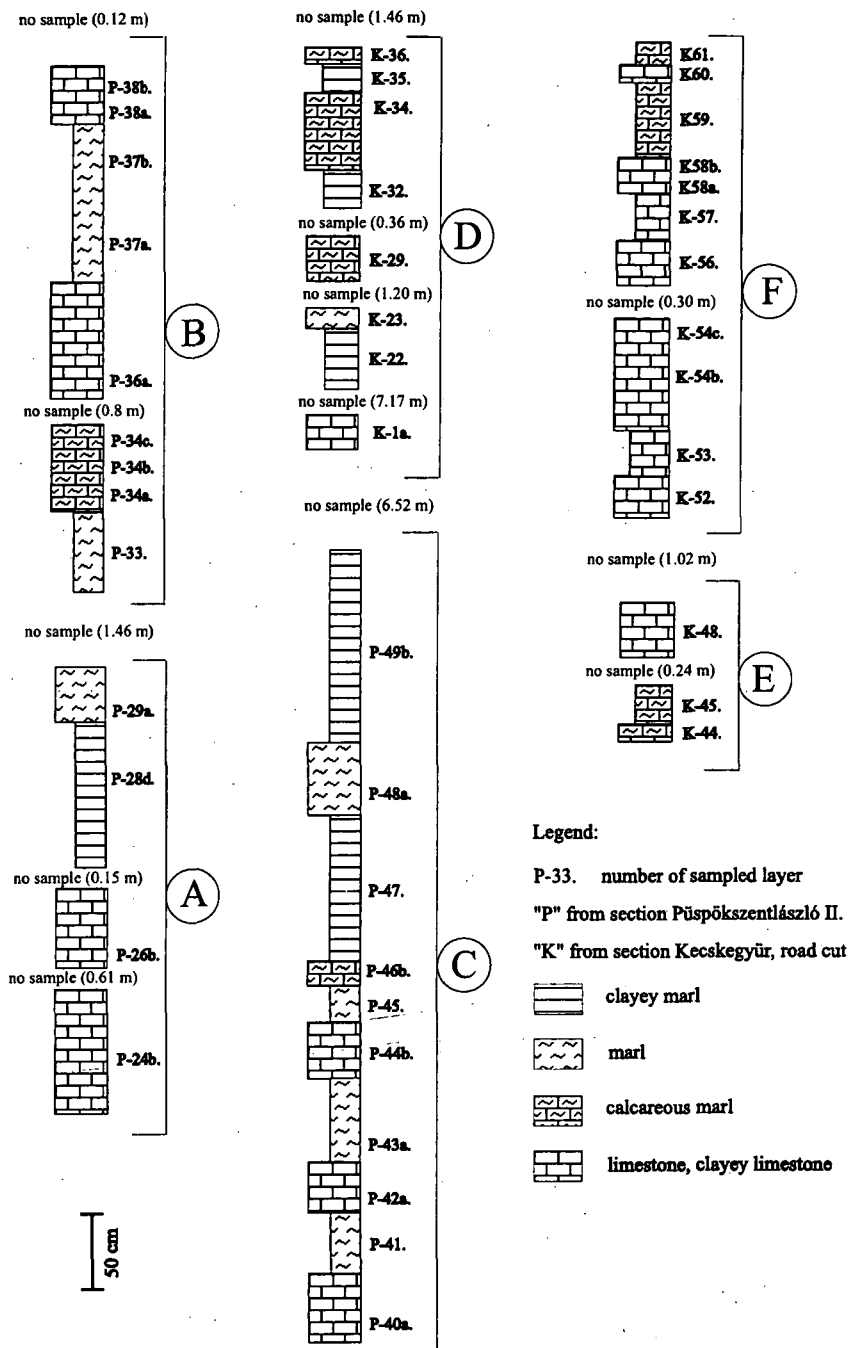 no sample (0.12 m)
P-38b.
P-38a.
P-37b.
P-37a.
P-36a.
B
no sample (0.8 m)
P-34c.
P-34b.
P-34a.
P-33.
no sample (1.46 m)
P-29a.
P-28d.
no sample (0.15 m)
A
P-26b.
no sample (0.61 m)
P-24b.
50 cm
no sample (1.46 m)
K-36.
K-35.
K-34.
K-32.
no sample (0.36 m)
D
K-29.
no sample (1.20 m)
K-23.
K-22.
no sample (7.17 m)
K-1a.
no sample (6.52 m)
P-49b.
P-48a.
P-47.
C
P-46b.
P-45.
P-44b.
P-43a.
P-42a.
P-41.
P-40a.
K61.
K60.
K59.
K58b.
K58a.
K-57.
K-56.
F
no sample (0.30 m)
K-54c.
K-54b.
K-53.
K-52.
no sample (1.02 m)
K-48.
no sample (0.24 m)
E
K-45.
K-44.
Legend:
P-33. number of sampled layer
"P" from section Püspökszentlászló II.
"K" from section Kecskegyűr, road cut
clayey marl
marl
calcareous marl
limestone, clayey limestone